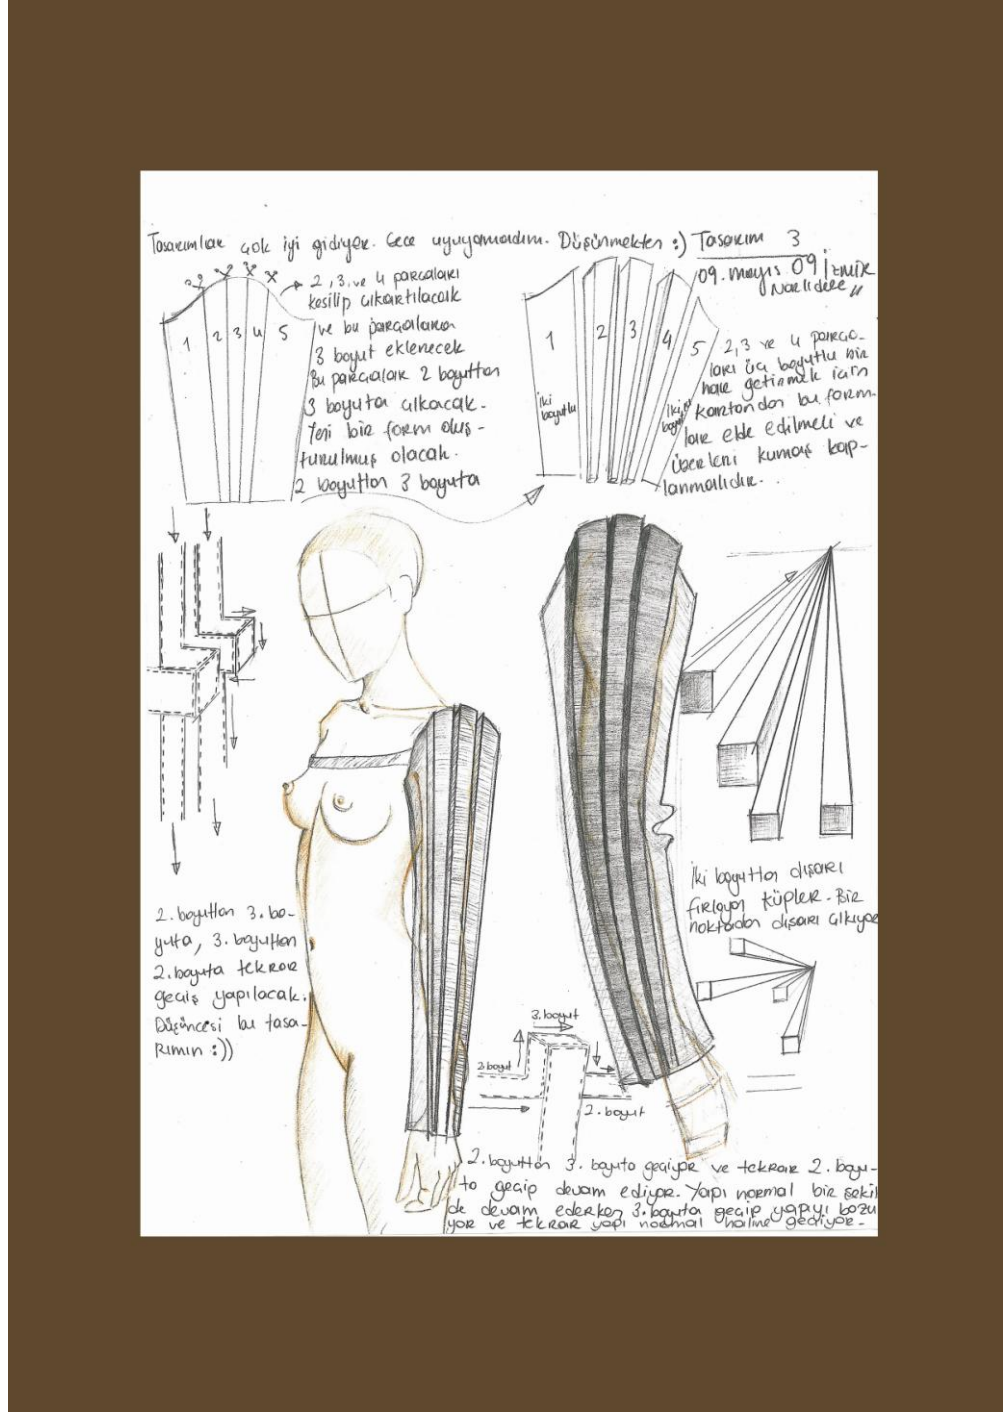 Tasarımlar çok iyi gidiyor. Gece uyuyamadım. Düşünmekten :) Tasarım 3
09. Mayıs 09 İzmir
Narlıdere "
2, 3, ve 4 parçaları
kesilip çıkartılacak
ve bu parçalara
3 boyut eklenecek
Bu parçalar 2 boyuttan
3 boyuta çıkacak.
Yeni bir form oluş-
turulmuş olacak.
2 boyuttan 3 boyuta
1 2 3 4 5
1 2 3 4 5
iki
boyutlu
iki
2, 3 ve 4 parça-
ları üç boyutlu bir
hale getirmek için
kartondan bu form-
lar elde edilmeli ve
üzerleri kumaş kap-
lanmalıdır. . .
2. boyuttan 3. bo-
yuta, 3. boyuttan
2. boyuta tekrar
geçiş yapılacak.
Düşüncesi bu tasa-
rımın :))
İki boyuttan dışarı
fırlayan küpler. Bir
noktadan dışarı çıkıyor
3. boyut
2. boyut
2. boyut
2. boyuttan 3. boyuta geçiyor ve tekrar 2. boyu-
ta geçip devam ediyor. Yapı normal bir şekil
de devam ederken 3. boyuta geçip yapıyı bozu
yor ve tekrar yapı normal haline geçiyor.